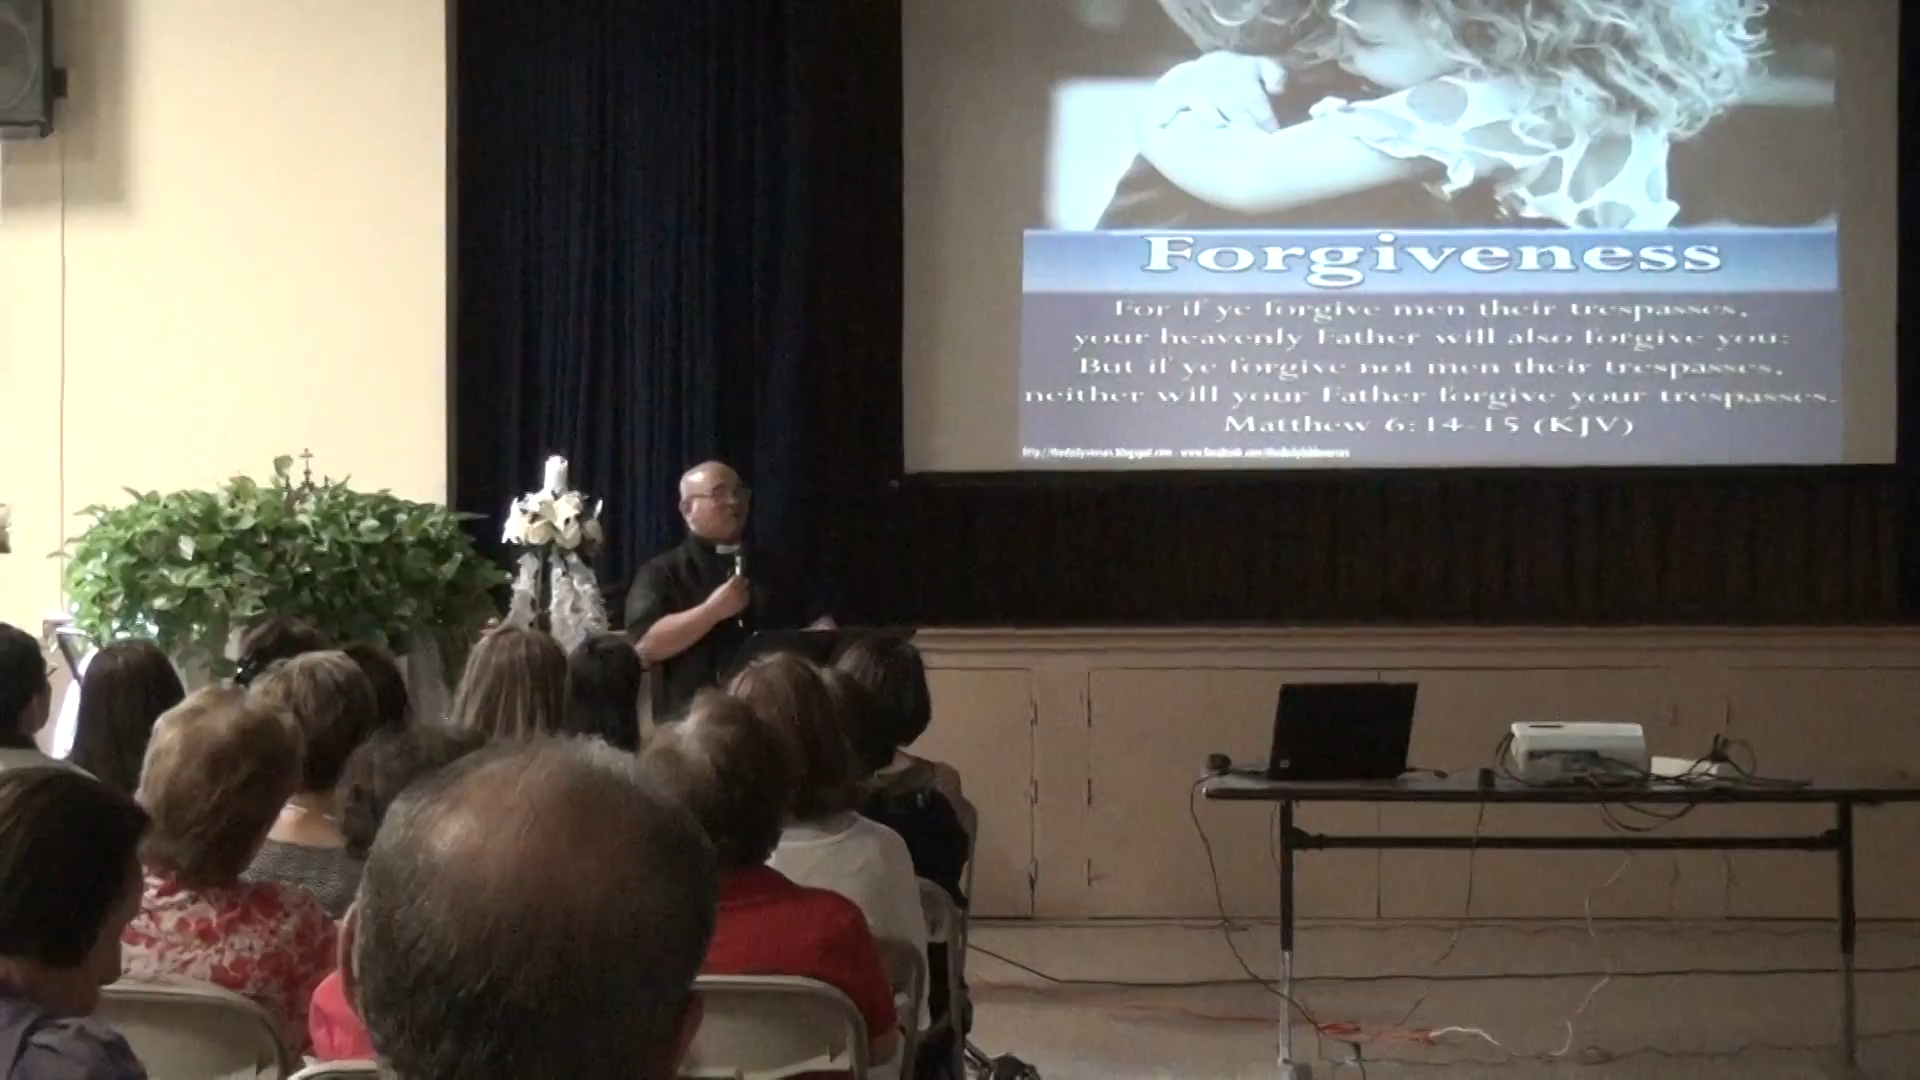 Forgiveness
For if ye forgive men their trespasses,
your heavenly Father will also forgive you:
But if ye forgive not men their trespasses,
neither will your Father forgive your trespasses.
Matthew 6:14-15 (KJV)